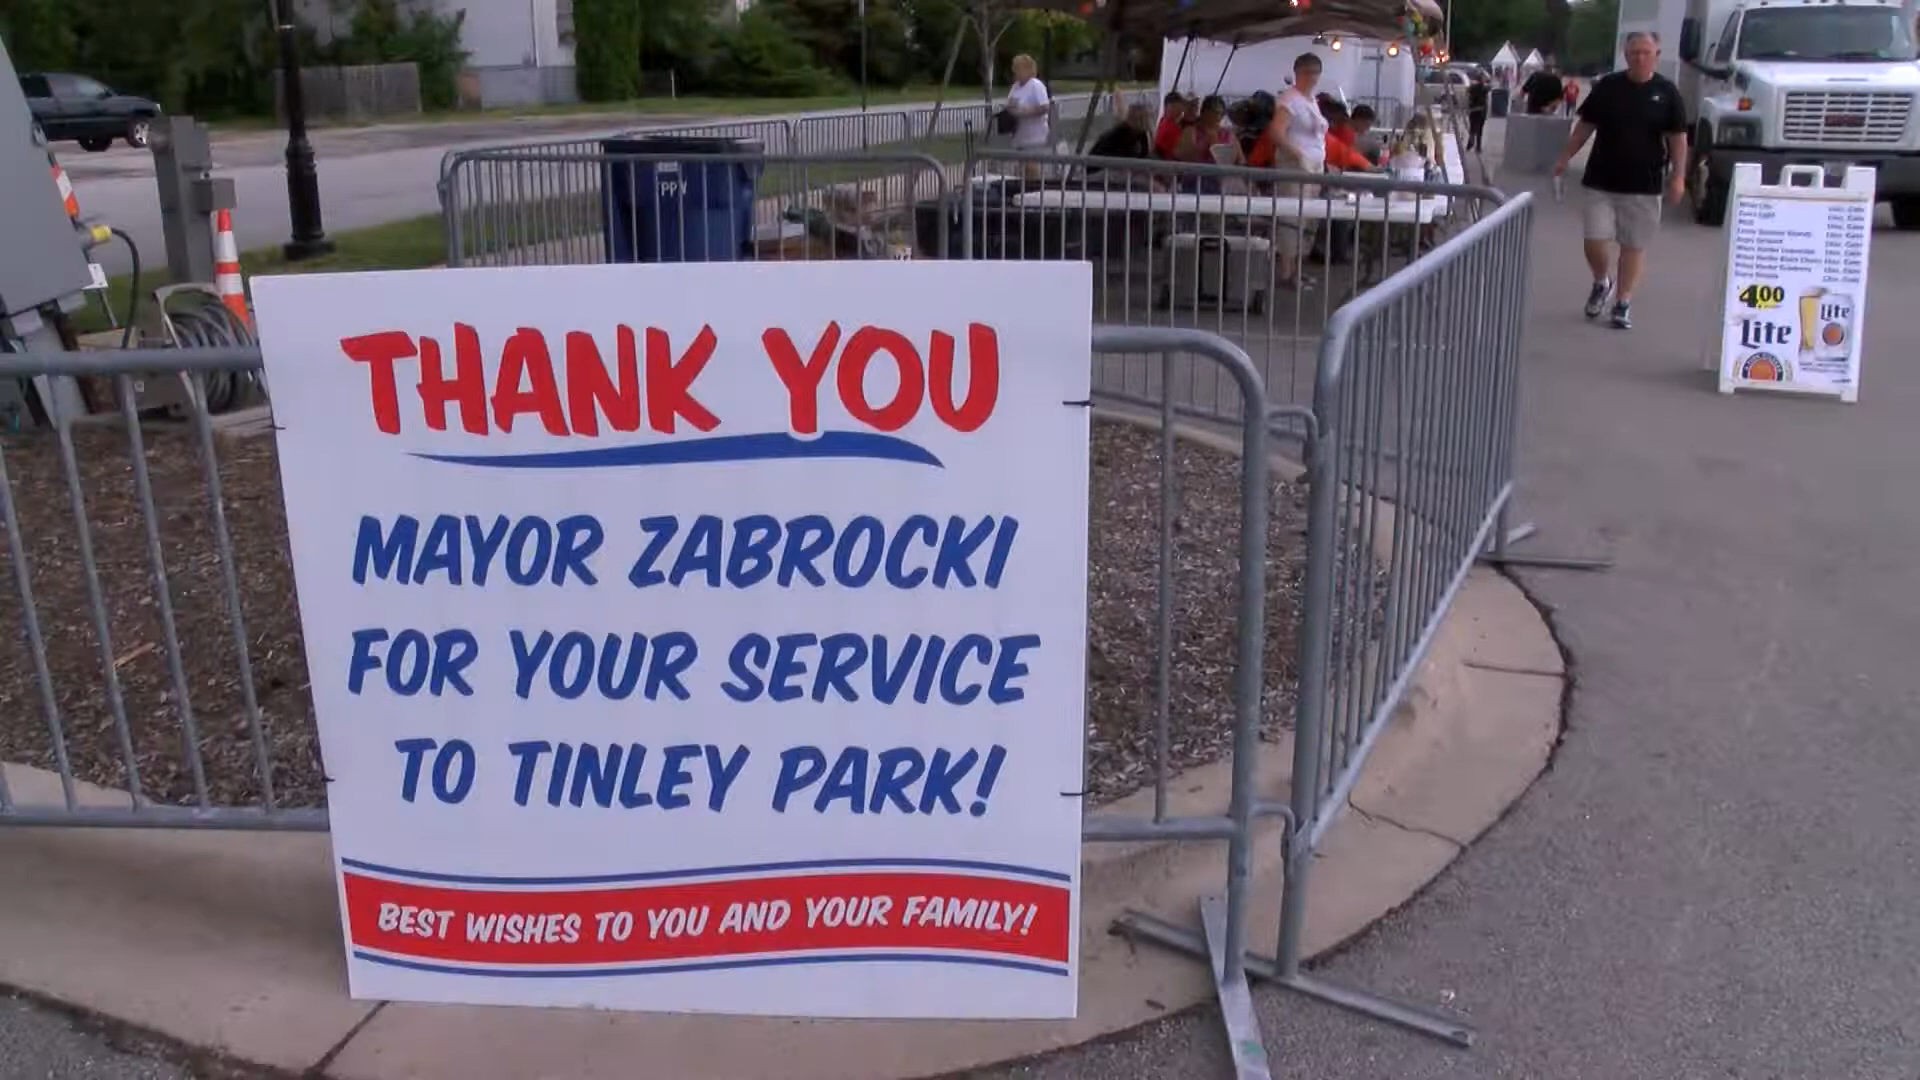 THANK YOU
MAYOR ZABROCKI
FOR YOUR SERVICE
TO TINLEY PARK!
BEST WISHES TO YOU AND YOUR FAMILY!
$4.00
Lite
Lite